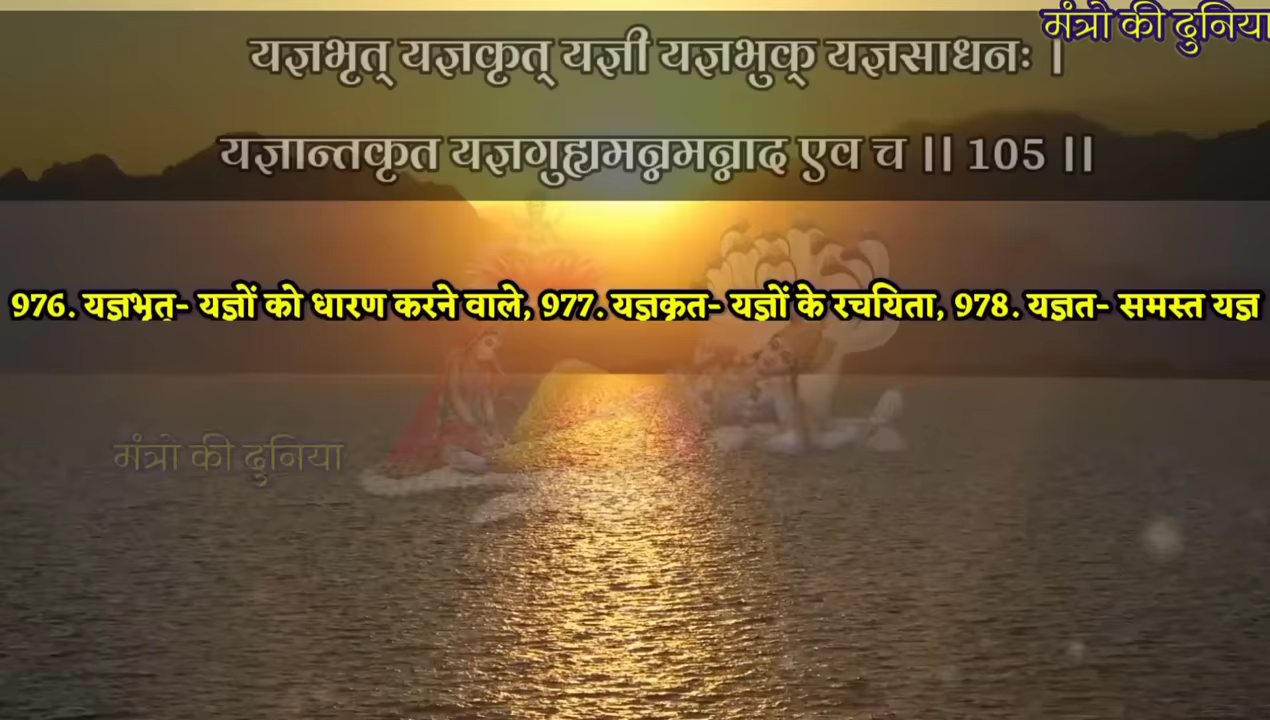 मंत्रो की दुनिया
यज्ञभृत् यज्ञकृत् यज्ञी यज्ञभुक् यज्ञसाधनः |
यज्ञान्तकृत यज्ञगुह्यमन्नमन्नाद एव च || 105 ||
976. यज्ञभृत्- यज्ञों को धारण करने वाले, 977. यज्ञकृत- यज्ञों के रचयिता, 978. यज्ञत- समस्त यज्ञ
मंत्रो की दुनिया